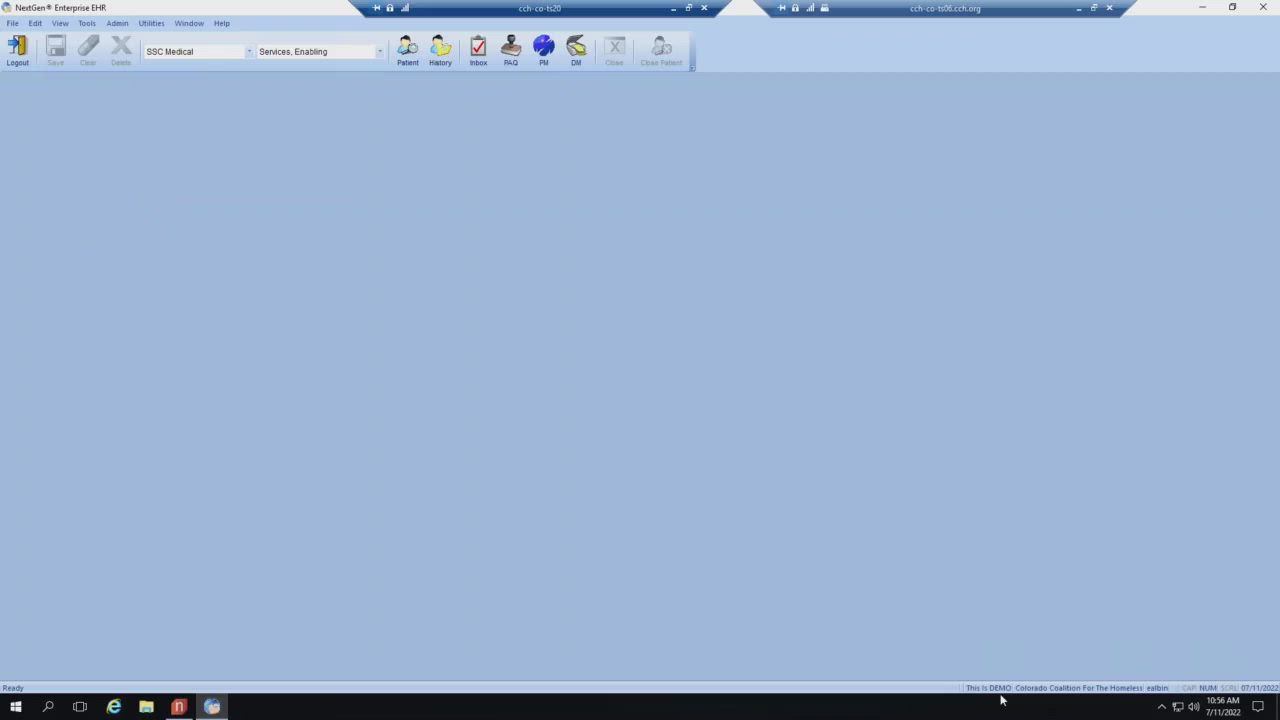 NextGen® Enterprise EHR
cch-co-ts20
cch-co-ts06.cch.org
File Edit View Tools Admin Utilities Window Help
SSC Medical
Services, Enabling
Logout Save Clear Delete Patient History Inbox PAQ PM DM Close Close Patient
Ready
This Is DEMO Colorado Coalition For The Homeless ealbin CAP NUM SCRL 07/11/2022
10:56 AM
7/11/2022